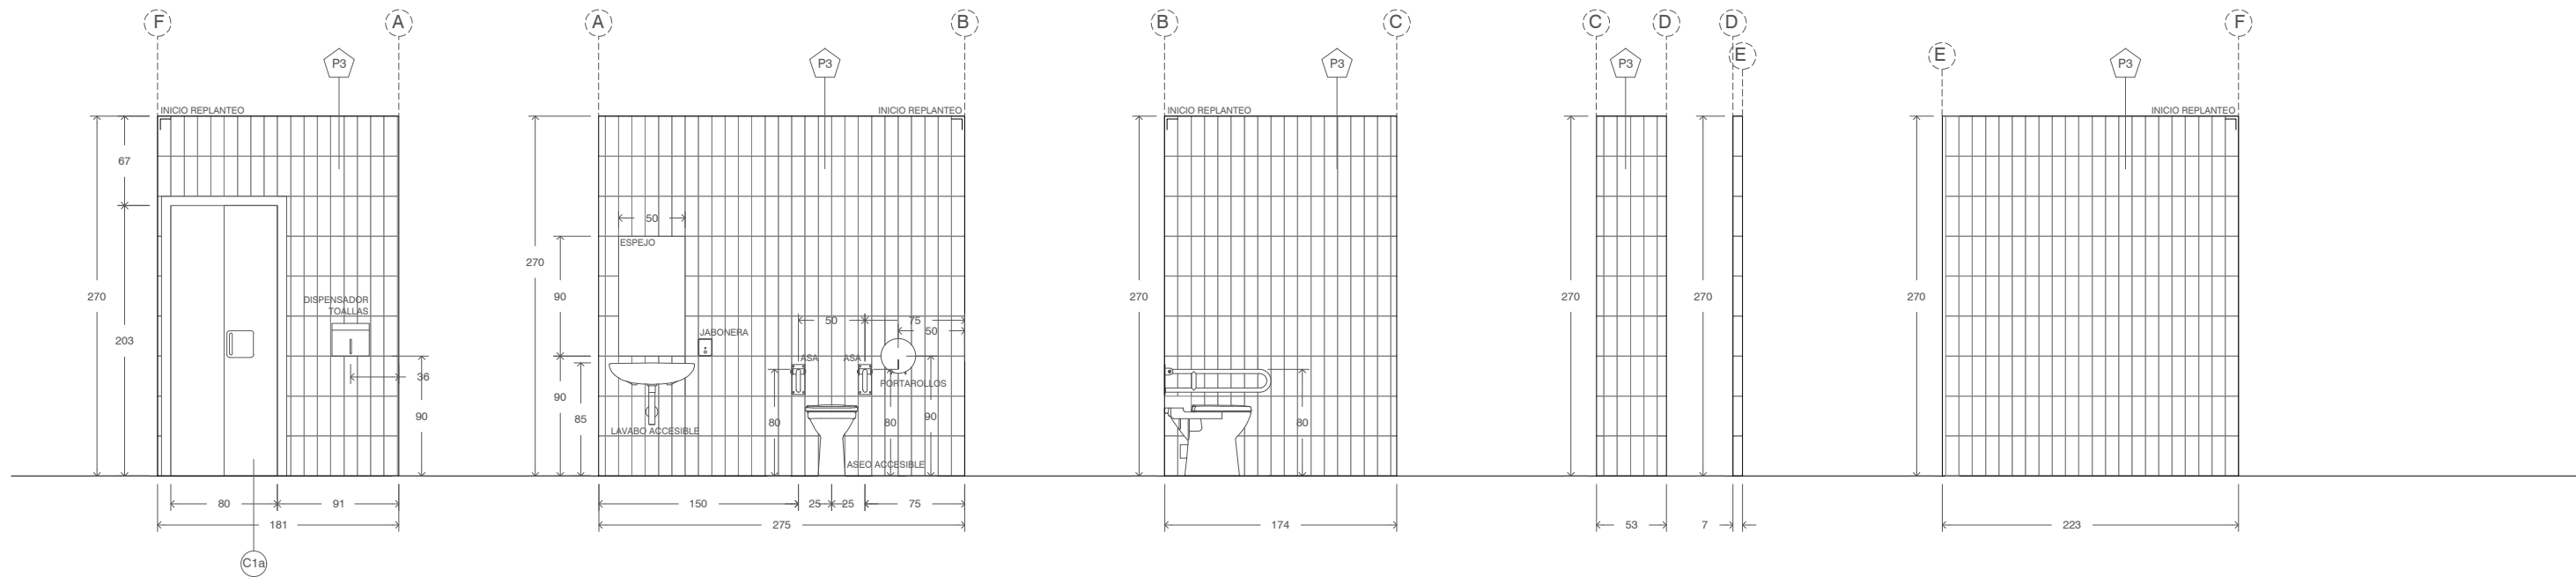 F A A B B C C D D E E F
P3 P3 P3 P3 P3
INICIO REPLANTEO INICIO REPLANTEO INICIO REPLANTEO INICIO REPLANTEO
67
50
ESPEJO
270 270 270 270 270 270
90
DISPENSADOR
TOALLAS
50 75
50
JABONERA
203
ASA ASA
36
PORTAROLLOS
90 90 85 80 80 90 80
LAVABO ACCESIBLE
ASEO ACCESIBLE
80 91 150 25 25 75
181 275 174 53 7 223
C1a